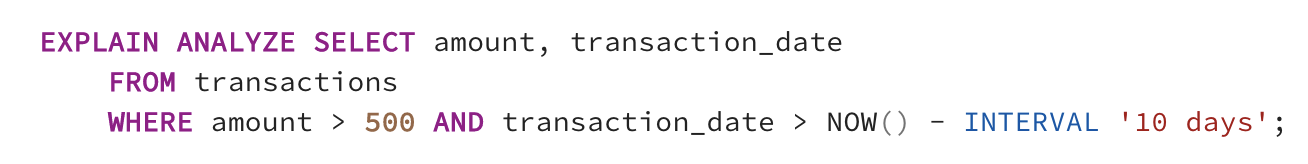 EXPLAIN ANALYZE SELECT amount, transaction_date
    FROM transactions
    WHERE amount > 500 AND transaction_date > NOW() - INTERVAL '10 days';